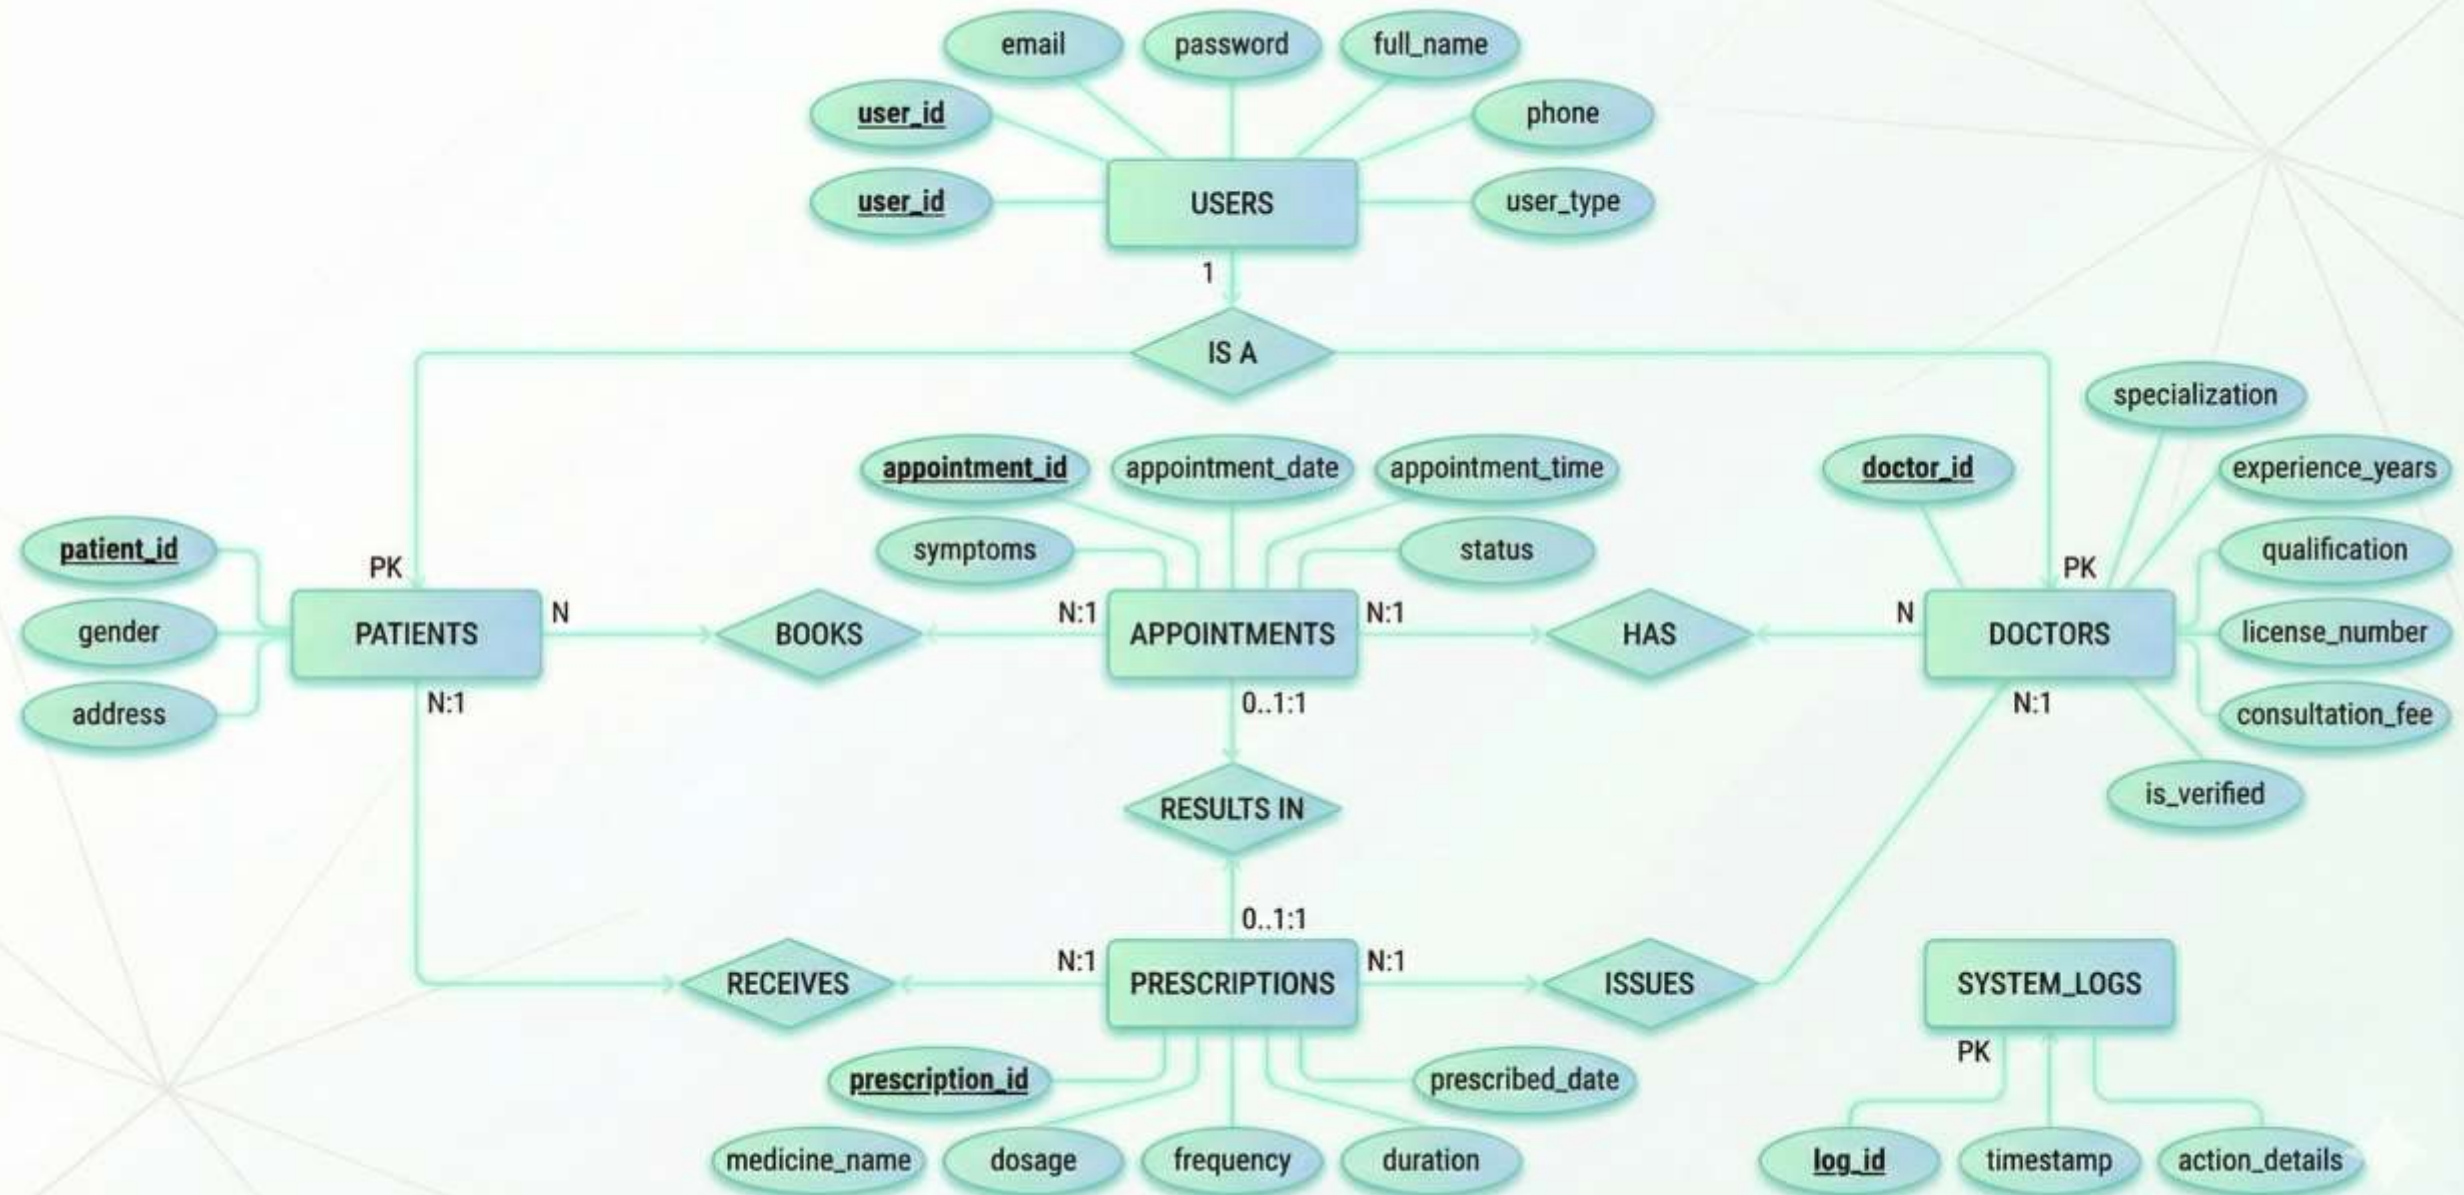 email
password
full_name
user_id
phone
user_id
USERS
user_type
1
IS A
specialization
appointment_id
appointment_date
appointment_time
doctor_id
experience_years
patient_id
symptoms
status
qualification
PK
PK
gender
PATIENTS
N
BOOKS
N:1
APPOINTMENTS
N:1
HAS
N
DOCTORS
license_number
address
N:1
0..1:1
N:1
consultation_fee
RESULTS IN
is_verified
0..1:1
RECEIVES
N:1
PRESCRIPTIONS
N:1
ISSUES
SYSTEM_LOGS
PK
prescription_id
prescribed_date
medicine_name
dosage
frequency
duration
log_id
timestamp
action_details